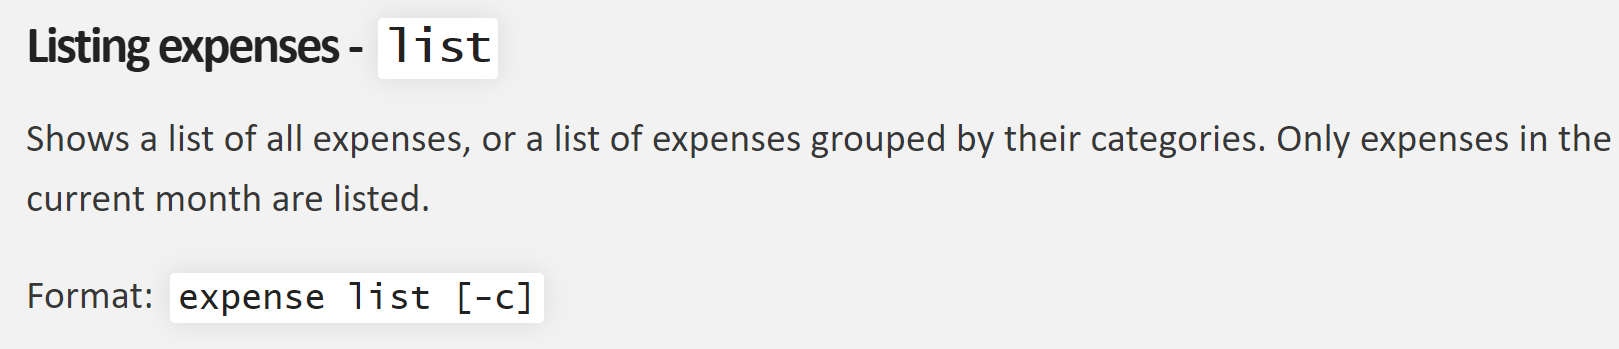 Listing expenses - list
Shows a list of all expenses, or a list of expenses grouped by their categories. Only expenses in the
current month are listed.
Format: expense list [-c]